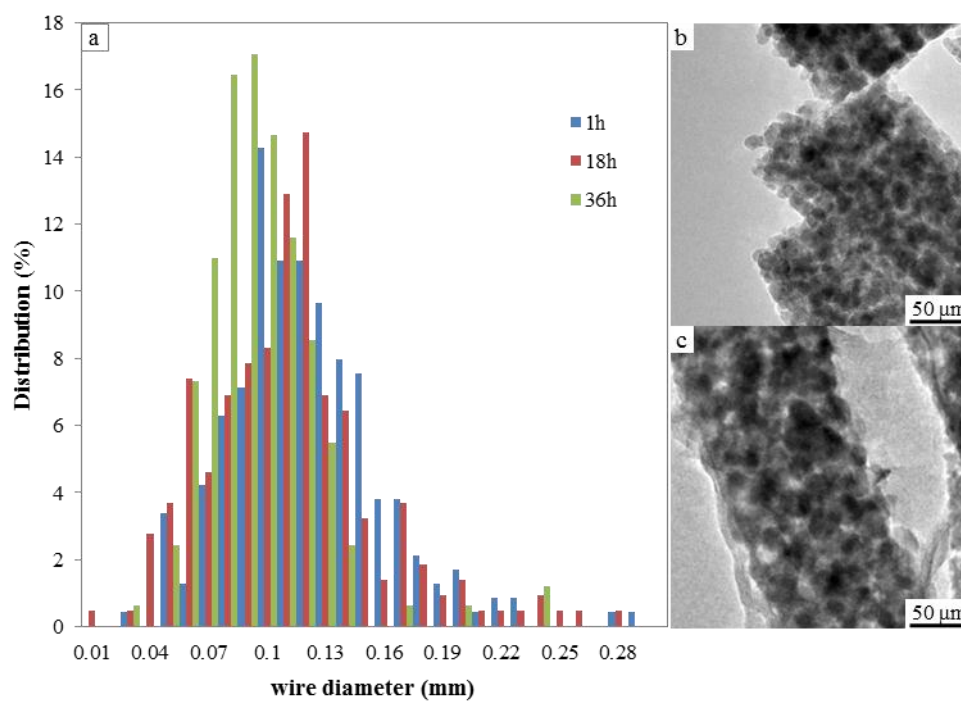 a
18
16
14
12
10
8
6
4
2
0
Distribution (%)
0.01 0.04 0.07 0.1 0.13 0.16 0.19 0.22 0.25 0.28
wire diameter (mm)
1h
18h
36h
b
50 μm
c
50 μm